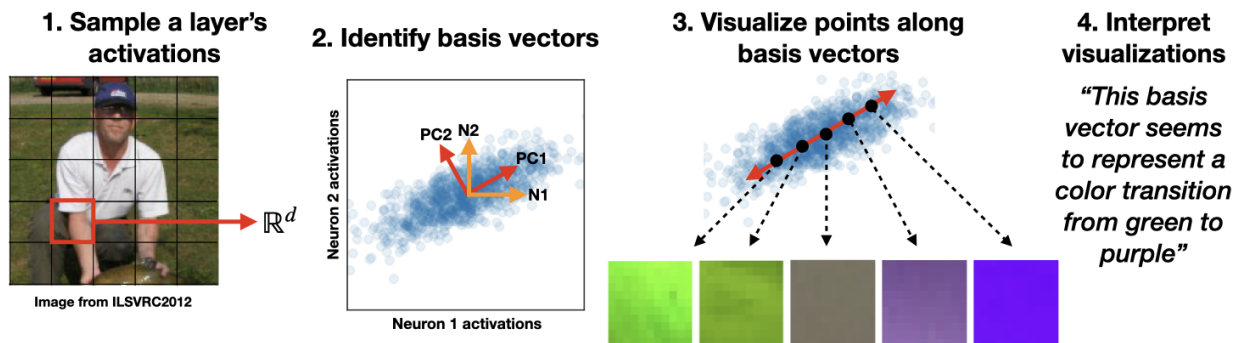 1. Sample a layer's
activations
ℝᵈ
Image from ILSVRC2012
2. Identify basis vectors
Neuron 2 activations
PC2
N2
PC1
N1
Neuron 1 activations
3. Visualize points along
basis vectors
4. Interpret
visualizations
“This basis
vector seems
to represent a
color transition
from green to
purple”